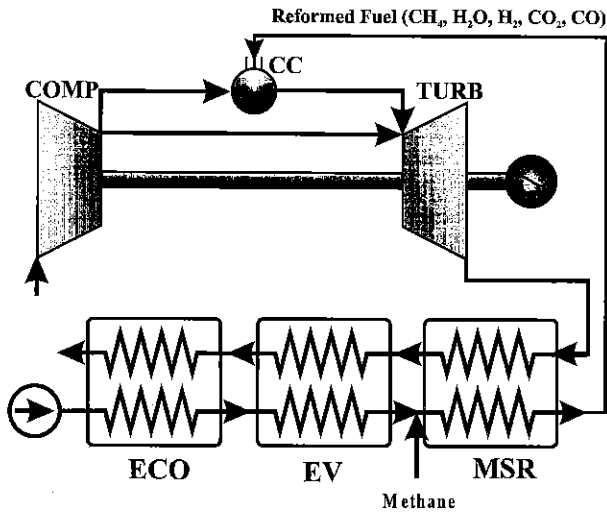 Reformed Fuel (CH₄, H₂O, H₂, CO₂, CO)
CC
COMP
TURB
ECO
EV
MSR
Methane